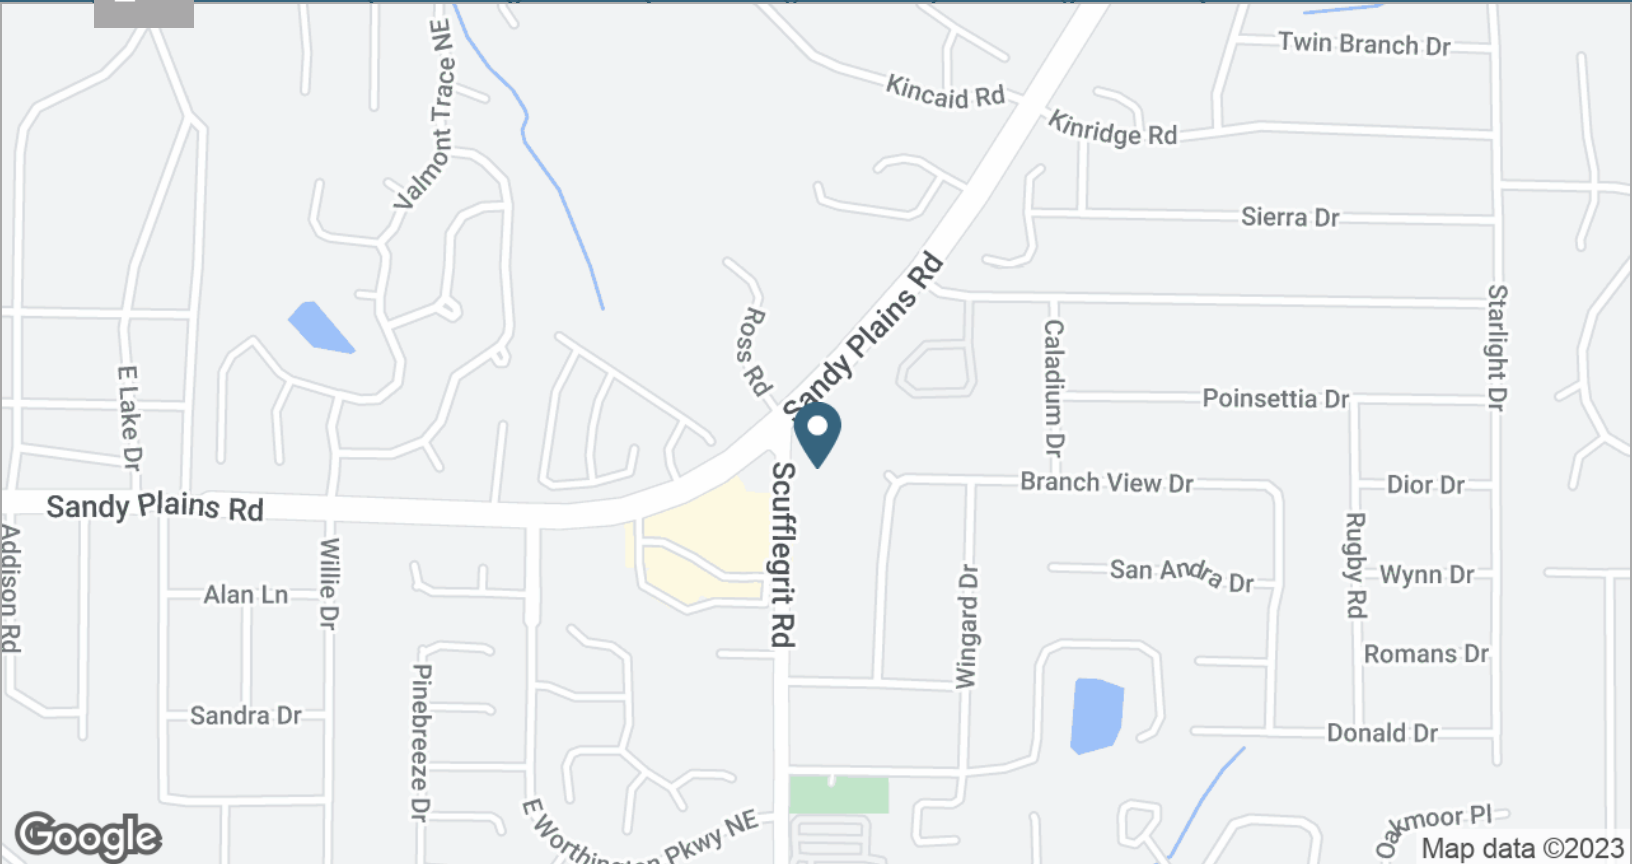 Valmont Trace NE
Twin Branch Dr
Kincaid Rd
Kinridge Rd
Sierra Dr
Sandy Plains Rd
Ross Rd
Starlight Dr
Caladium Dr
E Lake Dr
Poinsettia Dr
Branch View Dr
Dior Dr
Sandy Plains Rd
Scufflegrit Rd
Addison Rd
Willie Dr
Alan Ln
San Andra Dr
Rugby Rd
Wynn Dr
Wingard Dr
Romans Dr
Pinebreeze Dr
Sandra Dr
Donald Dr
E Worthington Pkwy NE
Oakmoor Pl
Google
Map data ©2023